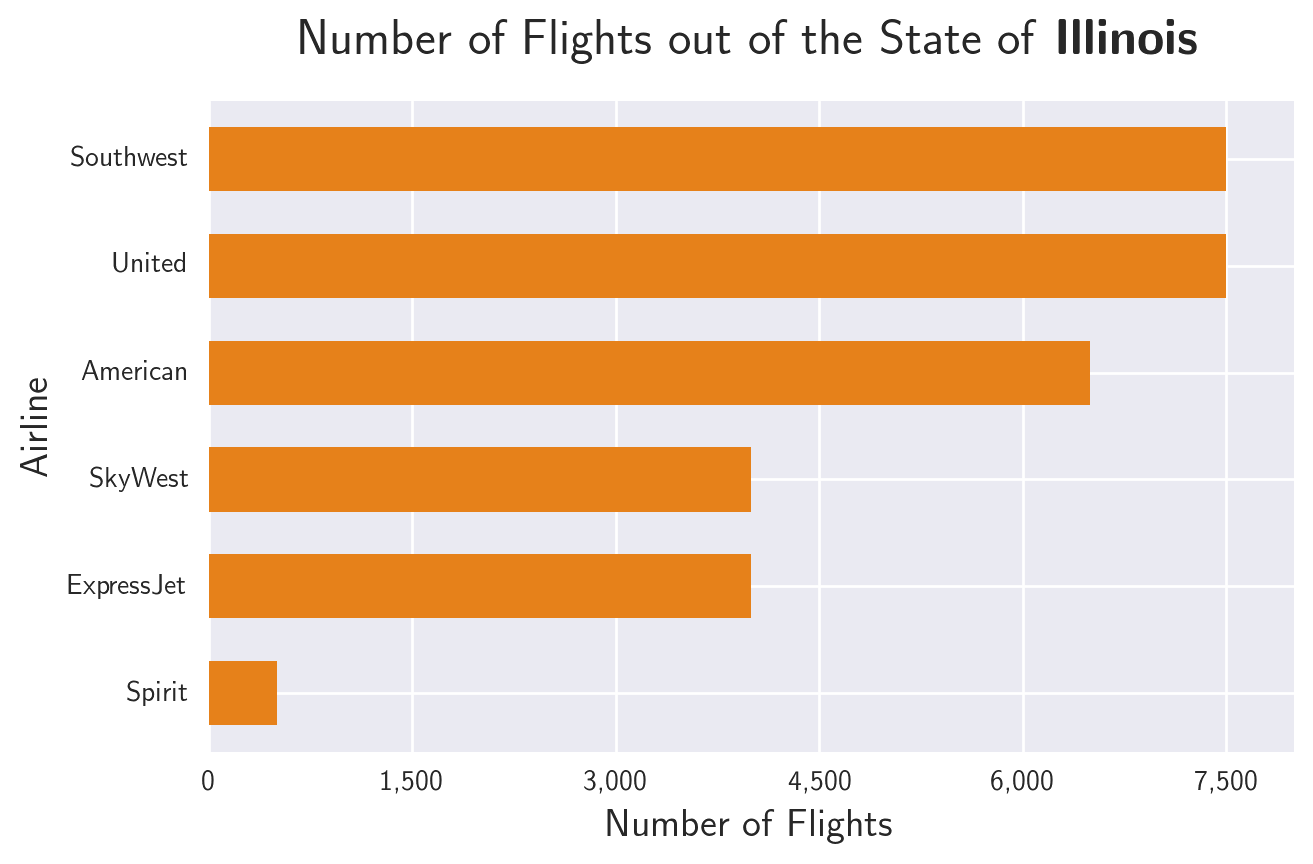 Number of Flights out of the State of Illinois
Southwest
United
American
SkyWest
ExpressJet
Spirit
Airline
0 1,500 3,000 4,500 6,000 7,500
Number of Flights